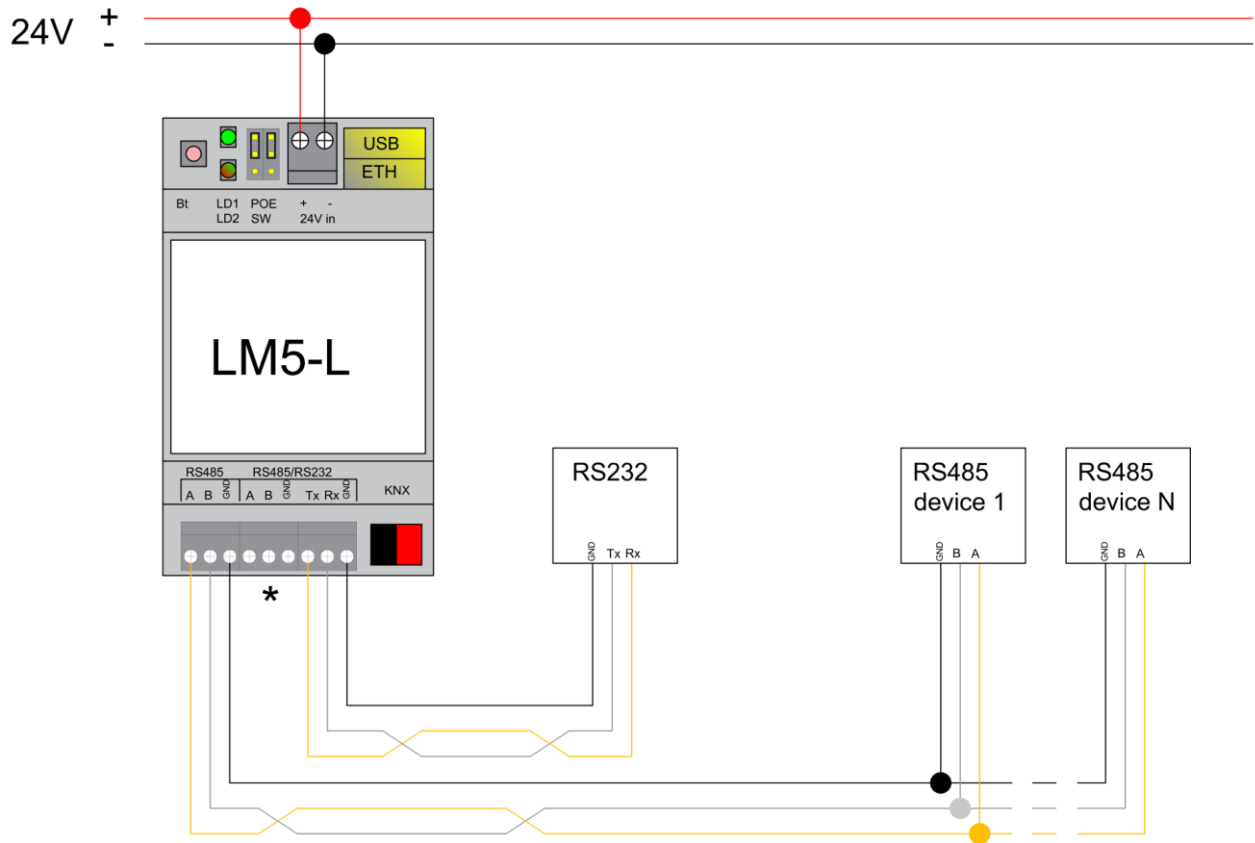 24V + -
USB
ETH
Bt LD1 POE + -
LD2 SW 24V in
LM5-L
RS485 RS485/RS232
A B GND A B GND Tx Rx GND KNX
*
RS232
GND Tx Rx
RS485
device 1
GND B A
RS485
device N
GND B A